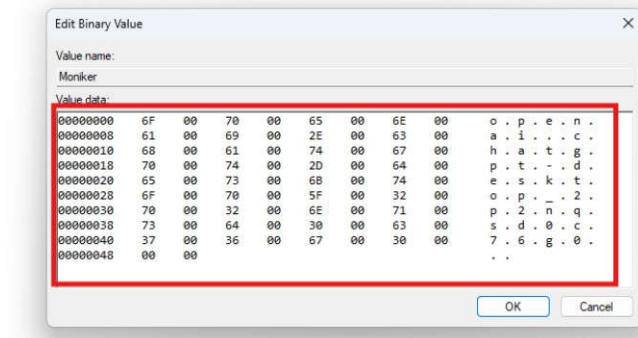 Edit Binary Value
Value name:
Moniker
Value data:
00000000 6F 00 70 00 65 00 6E 00 o.p.e.n.
00000008 61 00 69 00 2E 00 63 00 a.i...c.
00000010 68 00 61 00 74 00 67 00 h.a.t.g.
00000018 70 00 74 00 2D 00 64 00 p.t.-.d.
00000020 65 00 73 00 6B 00 74 00 e.s.k.t.
00000028 6F 00 70 00 5F 00 32 00 o.p._.2.
00000030 70 00 32 00 6E 00 71 00 p.2.n.q.
00000038 73 00 64 00 30 00 63 00 s.d.0.c.
00000040 37 00 36 00 67 00 30 00 7.6.g.0.
00000048 00 00 ..
OK Cancel